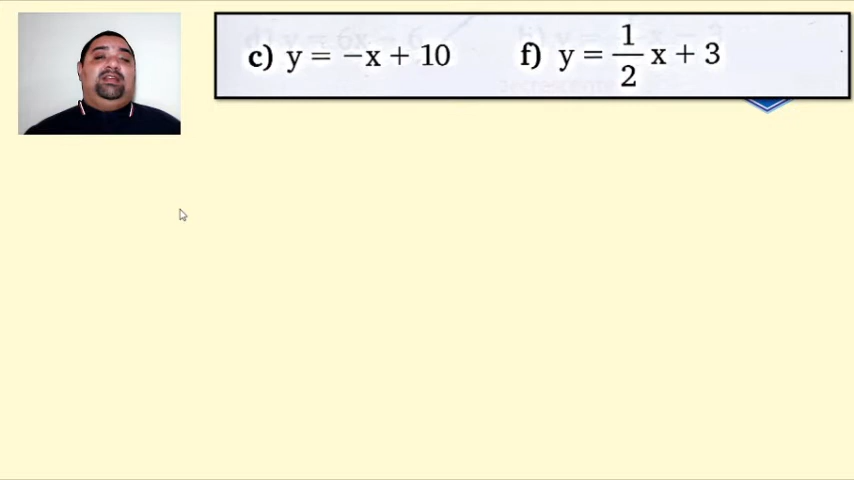 c) y = −x + 10 f) y = 1/2 x + 3